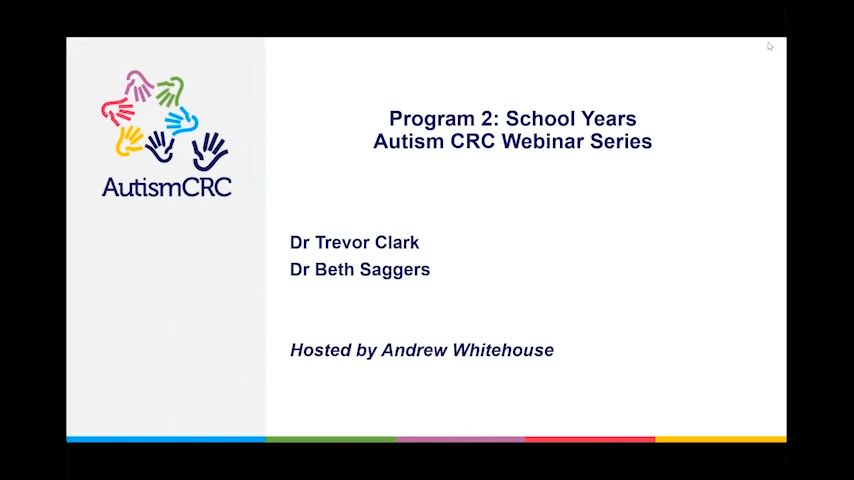 AutismCRC
Program 2: School Years
Autism CRC Webinar Series
Dr Trevor Clark
Dr Beth Saggers
Hosted by Andrew Whitehouse